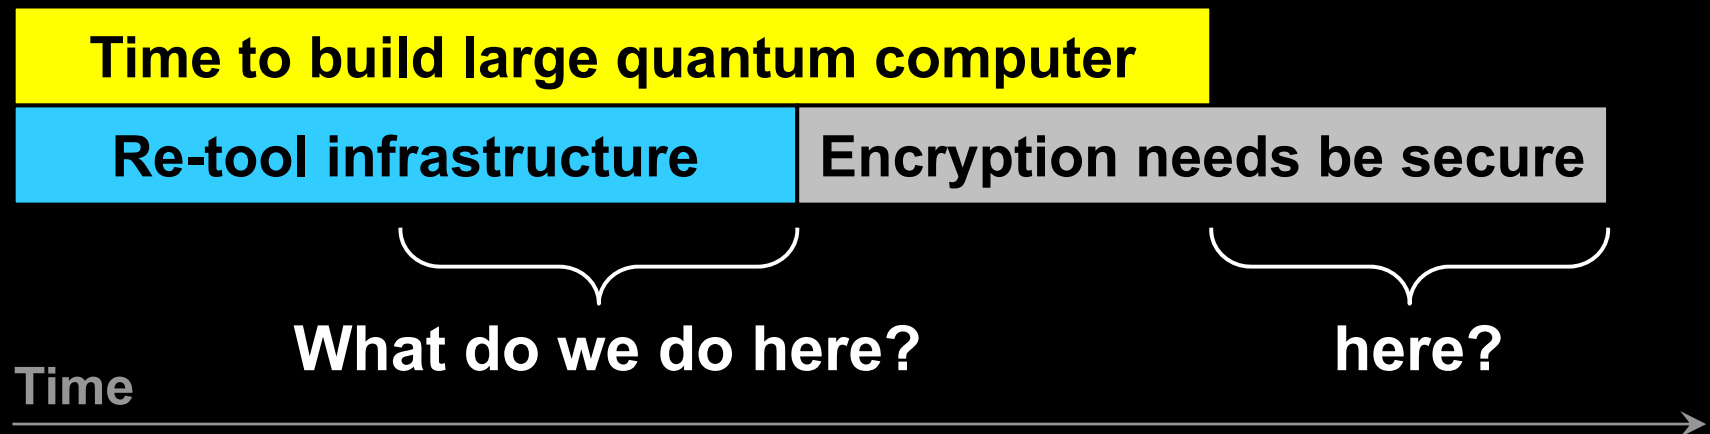 Time to build large quantum computer
Re-tool infrastructure
Encryption needs be secure
What do we do here?
here?
Time